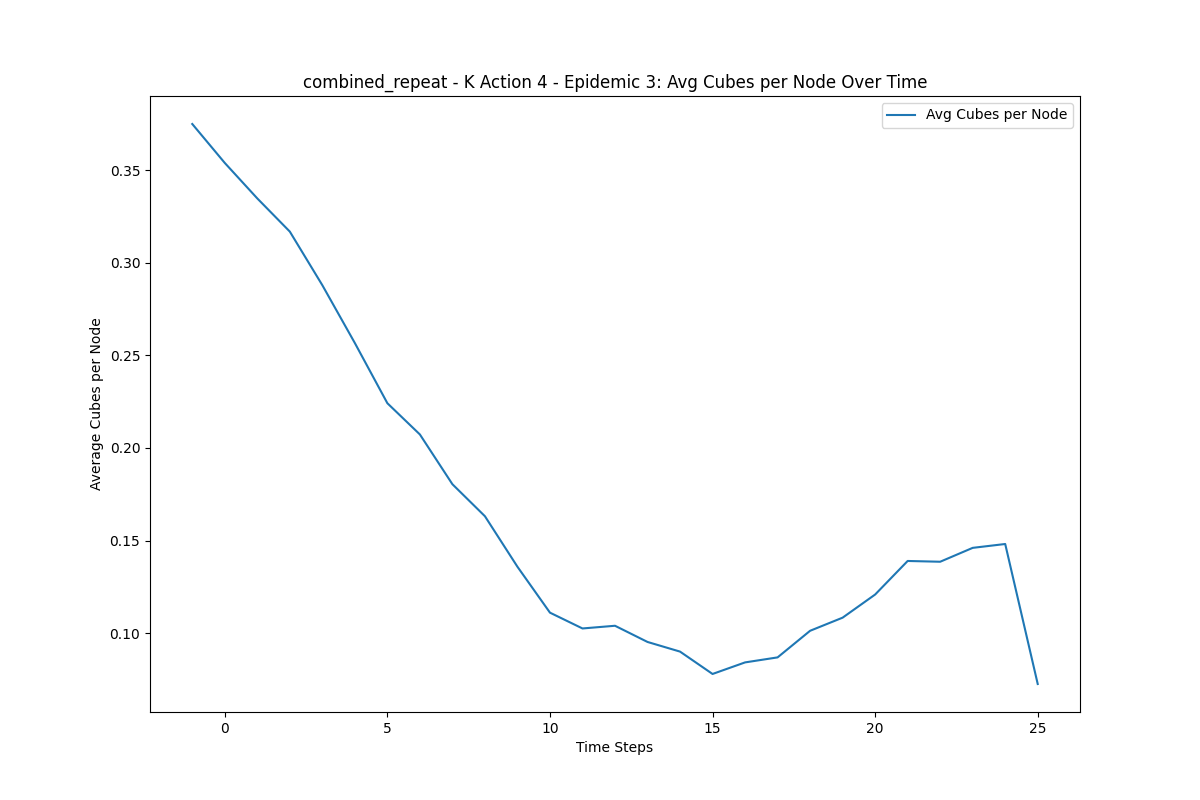 combined_repeat - K Action 4 - Epidemic 3: Avg Cubes per Node Over Time
Avg Cubes per Node
Average Cubes per Node
0.35
0.30
0.25
0.20
0.15
0.10
0 5 10 15 20 25
Time Steps